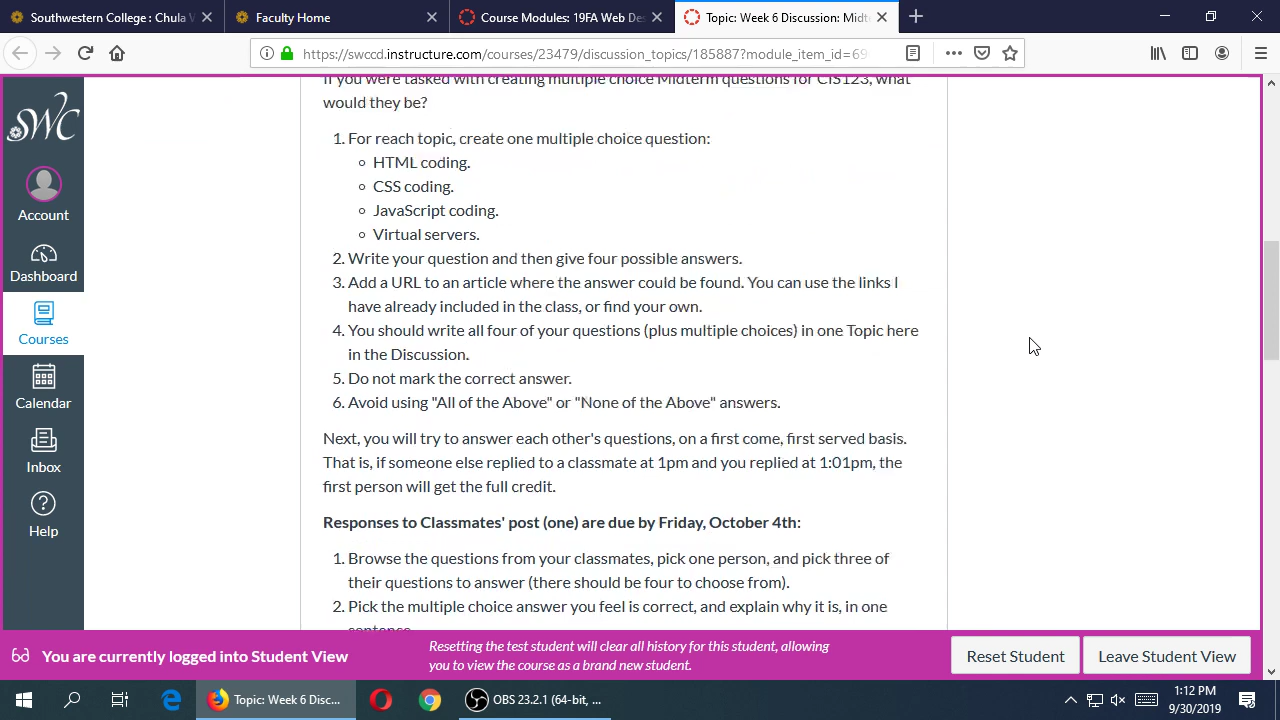 Southwestern College : Chula V
Faculty Home
Course Modules: 19FA Web Des
Topic: Week 6 Discussion: Midt
https://swccd.instructure.com/courses/23479/discussion_topics/185887?module_item_id=69
SWC
Account
Dashboard
Courses
Calendar
Inbox
Help
If you were tasked with creating multiple choice Midterm questions for CIS123, what
would they be?
1. For reach topic, create one multiple choice question:
HTML coding.
CSS coding.
JavaScript coding.
Virtual servers.
2. Write your question and then give four possible answers.
3. Add a URL to an article where the answer could be found. You can use the links I
have already included in the class, or find your own.
4. You should write all four of your questions (plus multiple choices) in one Topic here
in the Discussion.
5. Do not mark the correct answer.
6. Avoid using "All of the Above" or "None of the Above" answers.
Next, you will try to answer each other's questions, on a first come, first served basis.
That is, if someone else replied to a classmate at 1pm and you replied at 1:01pm, the
first person will get the full credit.
Responses to Classmates' post (one) are due by Friday, October 4th:
1. Browse the questions from your classmates, pick one person, and pick three of
their questions to answer (there should be four to choose from).
2. Pick the multiple choice answer you feel is correct, and explain why it is, in one
sentence.
You are currently logged into Student View
Resetting the test student will clear all history for this student, allowing
you to view the course as a brand new student.
Reset Student
Leave Student View
Topic: Week 6 Disc...
OBS 23.2.1 (64-bit, ...
1:12 PM
9/30/2019